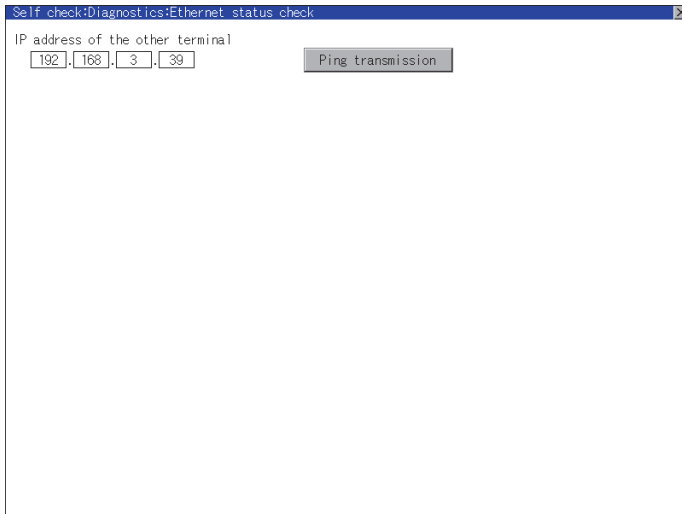 Self check:Diagnostics:Ethernet status check
IP address of the other terminal
192 . 168 . 3 . 39 Ping transmission